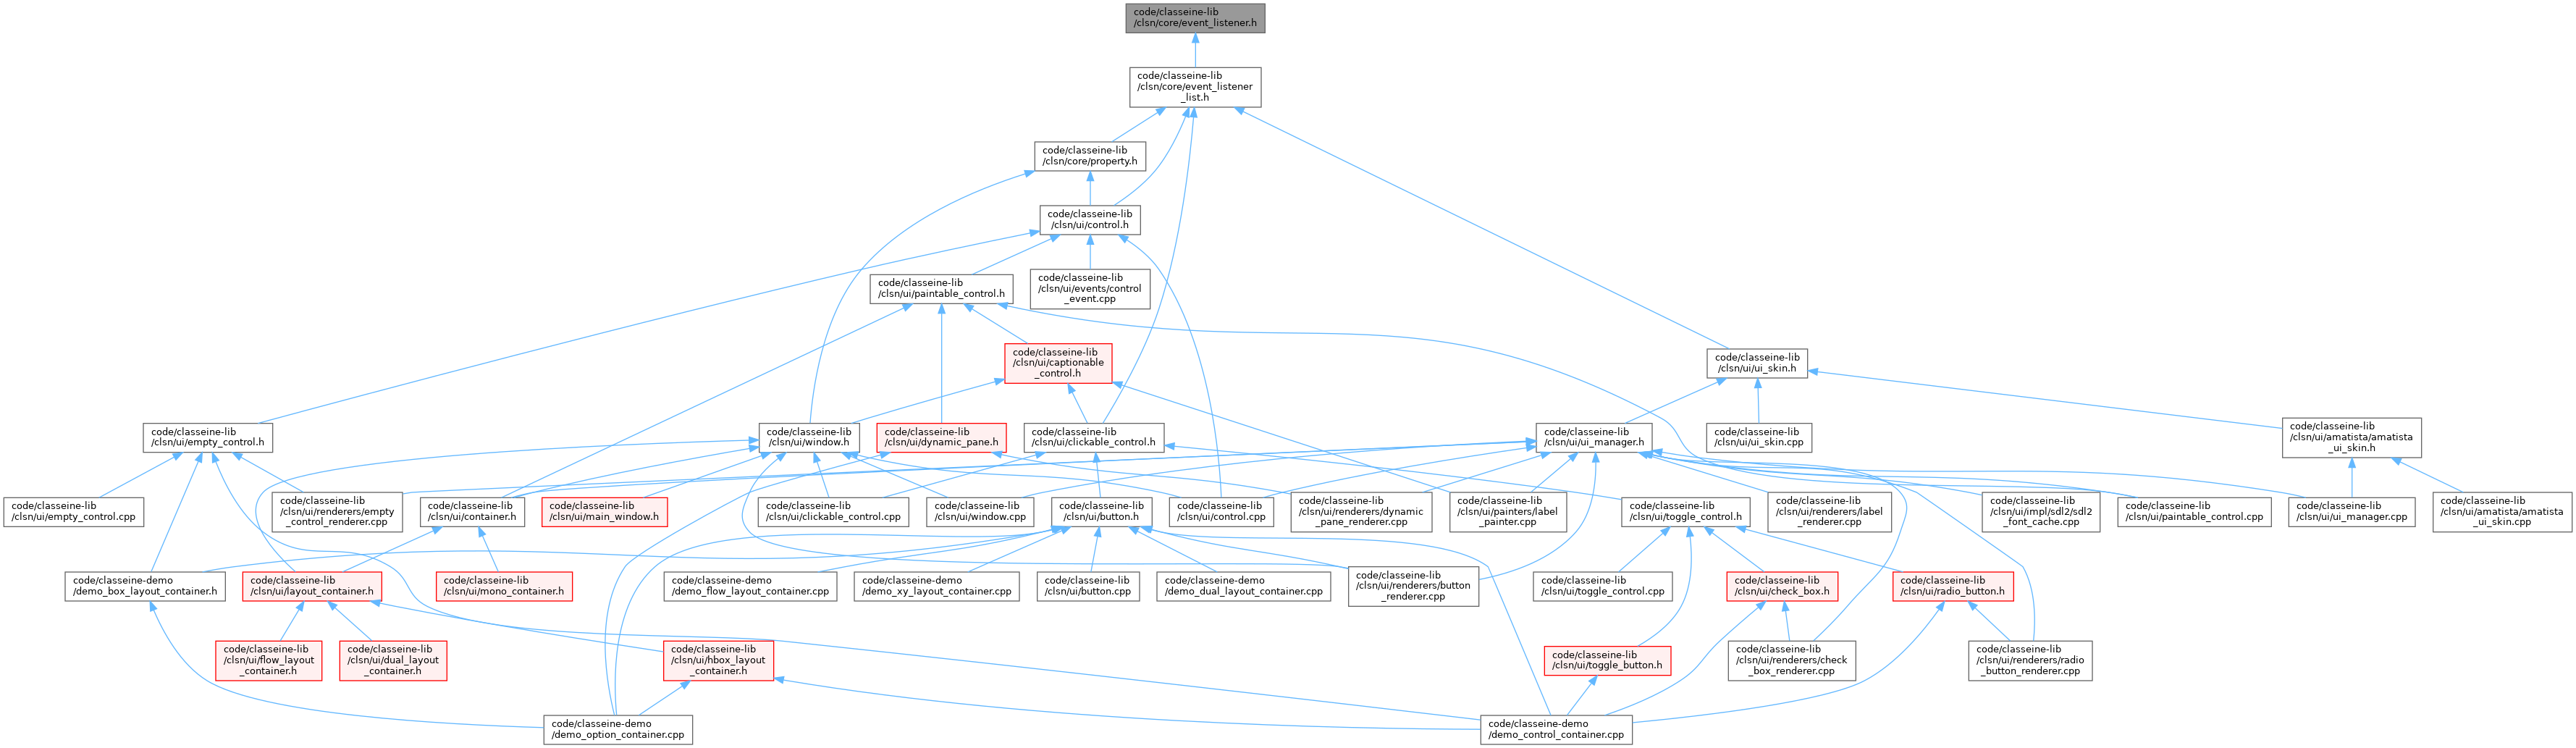 code/classeine-lib
/clsn/core/event_listener.h
code/classeine-lib
/clsn/core/event_listener
_list.h
code/classeine-lib
/clsn/core/property.h
code/classeine-lib
/clsn/ui/control.h
code/classeine-lib
/clsn/ui/paintable_control.h
code/classeine-lib
/clsn/ui/events/control
_event.cpp
code/classeine-lib
/clsn/ui/captionable
_control.h
code/classeine-lib
/clsn/ui/ui_skin.h
code/classeine-lib
/clsn/ui/empty_control.h
code/classeine-lib
/clsn/ui/window.h
code/classeine-lib
/clsn/ui/dynamic_pane.h
code/classeine-lib
/clsn/ui/clickable_control.h
code/classeine-lib
/clsn/ui/ui_manager.h
code/classeine-lib
/clsn/ui/ui_skin.cpp
code/classeine-lib
/clsn/ui/amatista/amatista
_ui_skin.h
code/classeine-lib
/clsn/ui/empty_control.cpp
code/classeine-lib
/clsn/ui/renderers/empty
_control_renderer.cpp
code/classeine-lib
/clsn/ui/container.h
code/classeine-lib
/clsn/ui/main_window.h
code/classeine-lib
/clsn/ui/clickable_control.cpp
code/classeine-lib
/clsn/ui/window.cpp
code/classeine-lib
/clsn/ui/button.h
code/classeine-lib
/clsn/ui/control.cpp
code/classeine-lib
/clsn/ui/renderers/dynamic
_pane_renderer.cpp
code/classeine-lib
/clsn/ui/painters/label
_painter.cpp
code/classeine-lib
/clsn/ui/toggle_control.h
code/classeine-lib
/clsn/ui/renderers/label
_renderer.cpp
code/classeine-lib
/clsn/ui/impl/sdl2/sdl2
_font_cache.cpp
code/classeine-lib
/clsn/ui/paintable_control.cpp
code/classeine-lib
/clsn/ui/ui_manager.cpp
code/classeine-lib
/clsn/ui/amatista/amatista
_ui_skin.cpp
code/classeine-demo
/demo_box_layout_container.h
code/classeine-lib
/clsn/ui/layout_container.h
code/classeine-lib
/clsn/ui/mono_container.h
code/classeine-demo
/demo_flow_layout_container.cpp
code/classeine-demo
/demo_xy_layout_container.cpp
code/classeine-lib
/clsn/ui/button.cpp
code/classeine-demo
/demo_dual_layout_container.cpp
code/classeine-lib
/clsn/ui/renderers/button
_renderer.cpp
code/classeine-lib
/clsn/ui/toggle_control.cpp
code/classeine-lib
/clsn/ui/check_box.h
code/classeine-lib
/clsn/ui/radio_button.h
code/classeine-lib
/clsn/ui/flow_layout
_container.h
code/classeine-lib
/clsn/ui/dual_layout
_container.h
code/classeine-lib
/clsn/ui/hbox_layout
_container.h
code/classeine-lib
/clsn/ui/toggle_button.h
code/classeine-lib
/clsn/ui/renderers/check
_box_renderer.cpp
code/classeine-lib
/clsn/ui/renderers/radio
_button_renderer.cpp
code/classeine-demo
/demo_option_container.cpp
code/classeine-demo
/demo_control_container.cpp